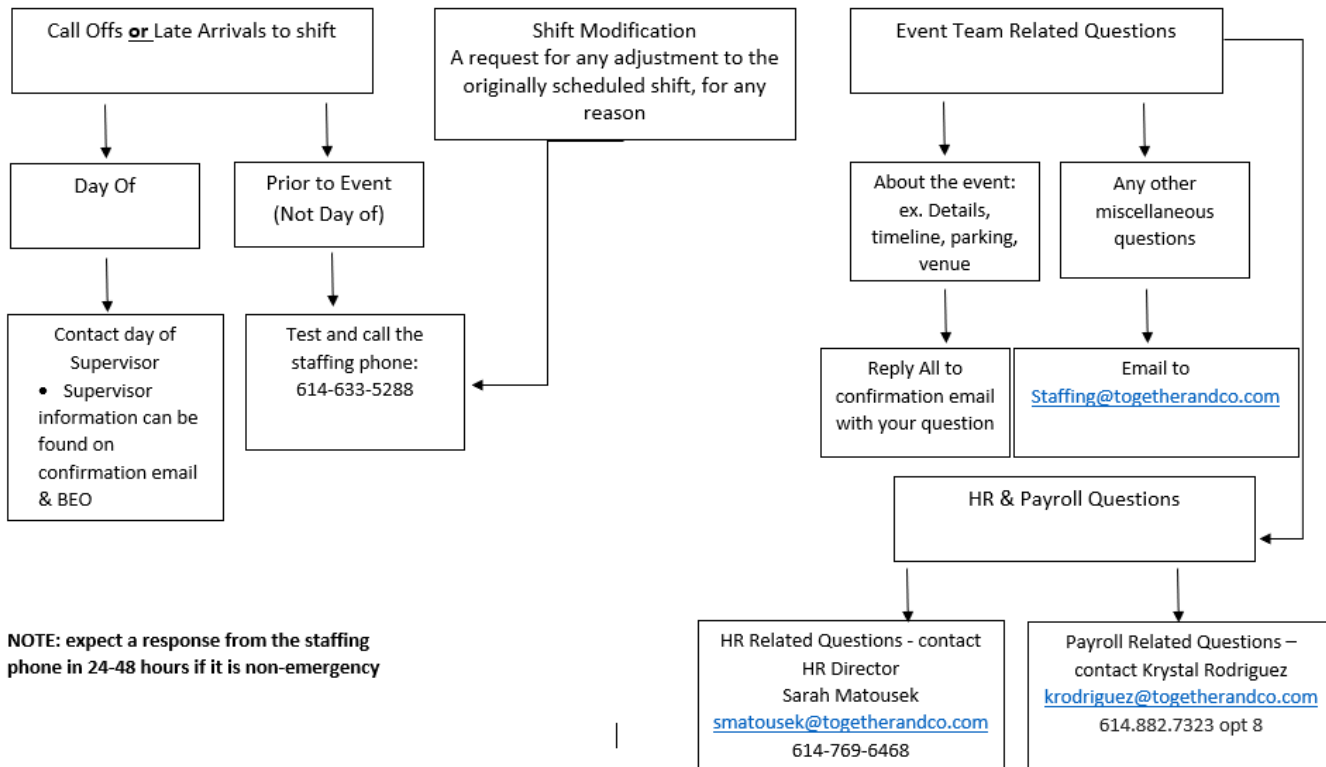 Call Offs or Late Arrivals to shift
Shift Modification
A request for any adjustment to the
originally scheduled shift, for any
reason
Event Team Related Questions
Day Of
Prior to Event
(Not Day of)
About the event:
ex. Details,
timeline, parking,
venue
Any other
miscellaneous
questions
Contact day of
Supervisor
• Supervisor
information can be
found on
confirmation email
& BEO
Test and call the
staffing phone:
614-633-5288
Reply All to
confirmation email
with your question
Email to
Staffing@togetherandco.com
HR & Payroll Questions
NOTE: expect a response from the staffing
phone in 24-48 hours if it is non-emergency
HR Related Questions - contact
HR Director
Sarah Matousek
smatousek@togetherandco.com
614-769-6468
Payroll Related Questions –
contact Krystal Rodriguez
krodriguez@togetherandco.com
614.882.7323 opt 8